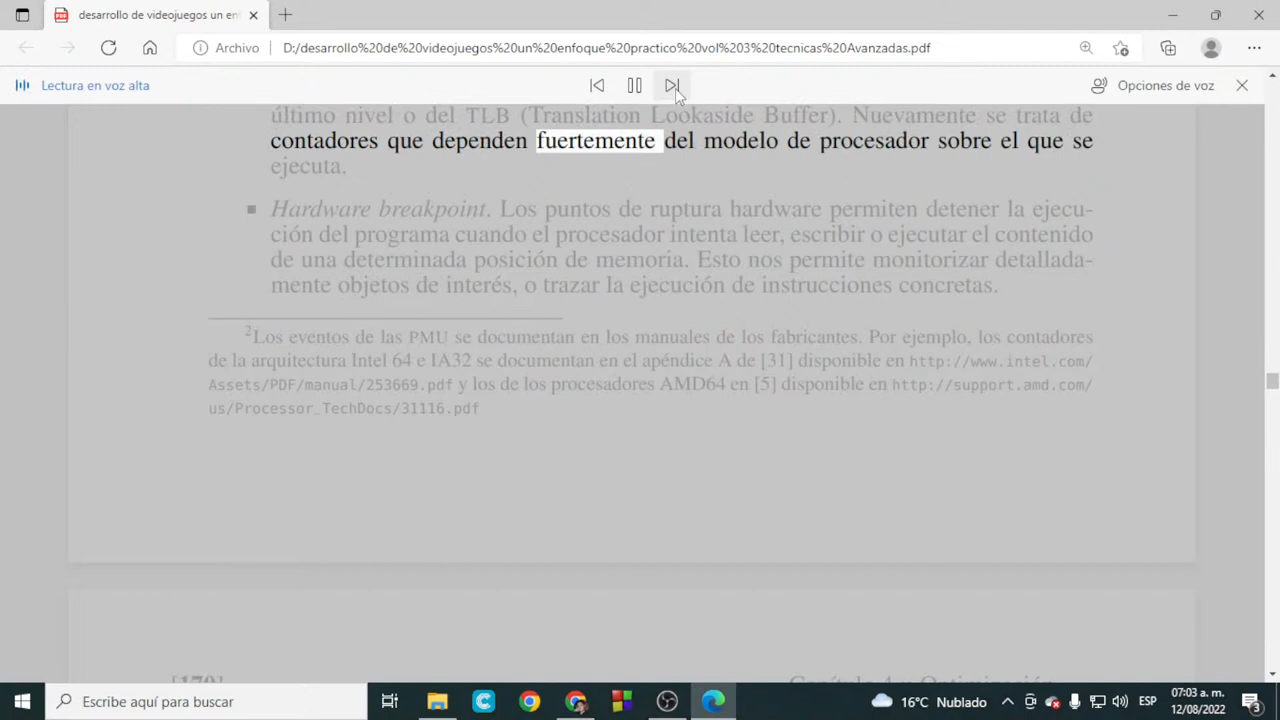 desarrollo de videojuegos un en
Archivo
D:/desarrollo%20de%20videojuegos%20un%20enfoque%20practico%20vol%203%20tecnicas%20Avanzadas.pdf
Lectura en voz alta
Opciones de voz
último nivel o del TLB (Translation Lookaside Buffer). Nuevamente se trata de
contadores que dependen fuertemente del modelo de procesador sobre el que se
ejecuta.
■ Hardware breakpoint. Los puntos de ruptura hardware permiten detener la ejecu-
ción del programa cuando el procesador intenta leer, escribir o ejecutar el contenido
de una determinada posición de memoria. Esto nos permite monitorizar detallada-
mente objetos de interés, o trazar la ejecución de instrucciones concretas.
2Los eventos de las PMU se documentan en los manuales de los fabricantes. Por ejemplo, los contadores
de la arquitectura Intel 64 e IA32 se documentan en el apéndice A de [31] disponible en http://www.intel.com/
Assets/PDF/manual/253669.pdf y los de los procesadores AMD64 en [5] disponible en http://support.amd.com/
us/Processor_TechDocs/31116.pdf
[170]
Capítulo 4 :: Optimización
Escribe aquí para buscar
16°C Nublado
ESP
07:03 a. m.
12/08/2022
3